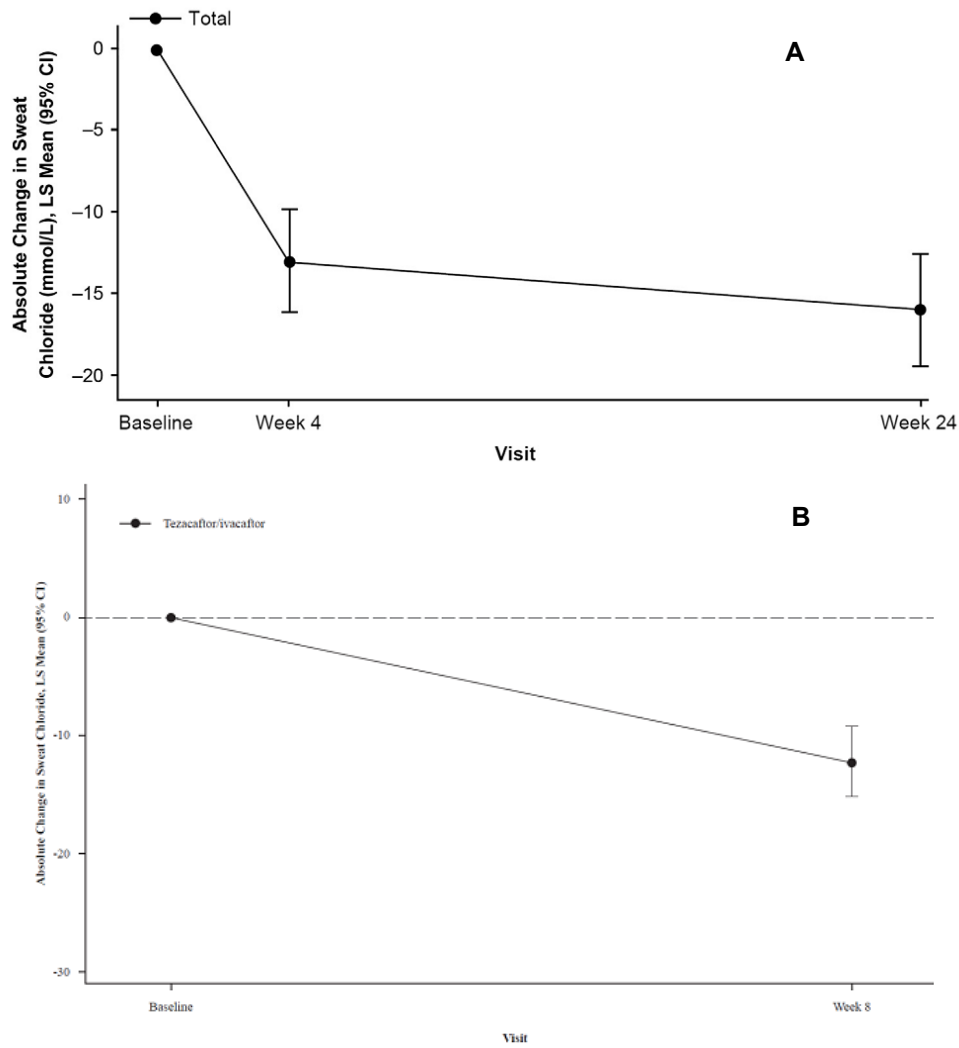 Total
A
Absolute Change in Sweat
Chloride (mmol/L), LS Mean (95% CI)
0
–5
–10
–15
–20
Baseline
Week 4
Week 24
Visit
B
Tezacaftor/ivacaftor
Absolute Change in Sweat Chloride, LS Mean (95% CI)
10
0
-10
-20
-30
Baseline
Week 8
Visit